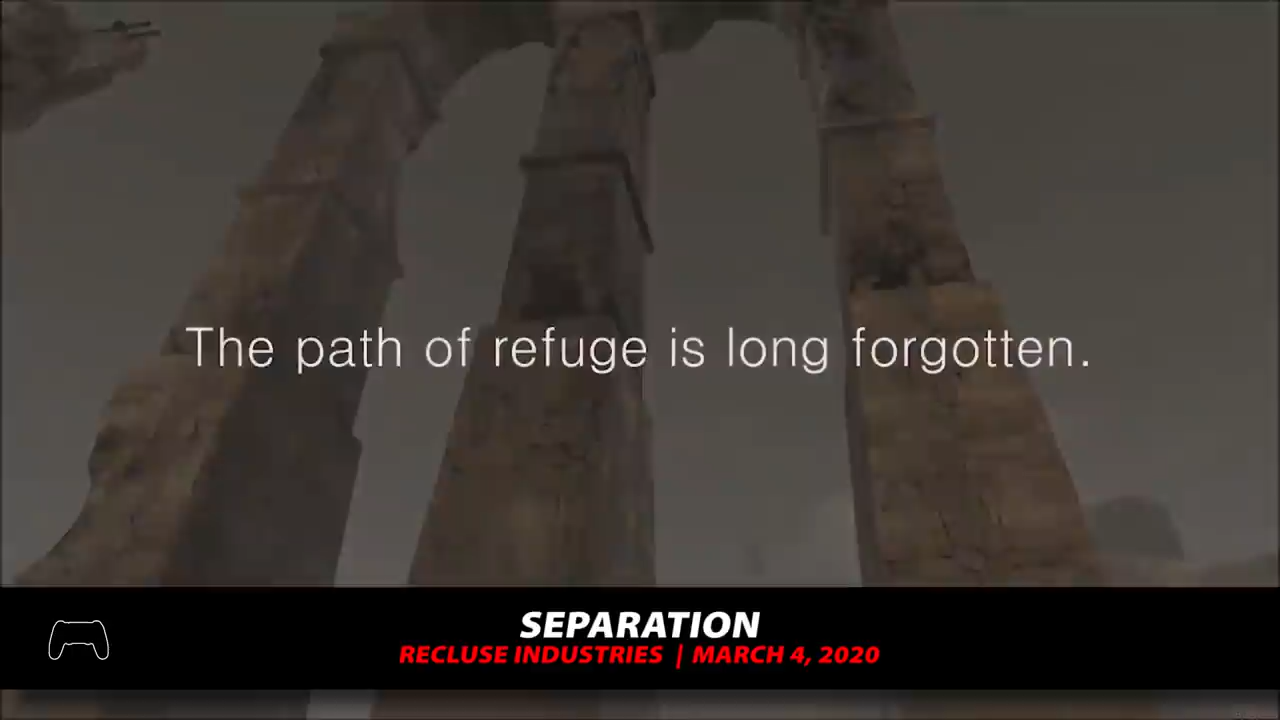 The path of refuge is long forgotten.
SEPARATION
RECLUSE INDUSTRIES | MARCH 4, 2020